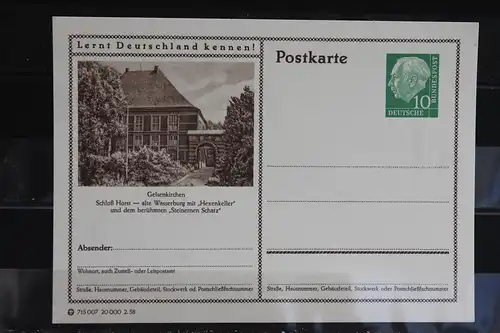 Lernt Deutschland kennen!
Gelsenkirchen
Schloß Horst — alte Wasserburg mit „Hexenkeller"
und dem berühmten „Steinernen Schatz"
Absender:
Wohnort, auch Zustell- oder Leitpostamt
Straße, Hausnummer, Gebäudeteil, Stockwerk od. Postschließfachnummer
715 007 20 000 2.58
Postkarte
10
DEUTSCHE
BUNDESPOST
Straße, Hausnummer, Gebäudeteil, Stockwerk oder Postschließfachnummer